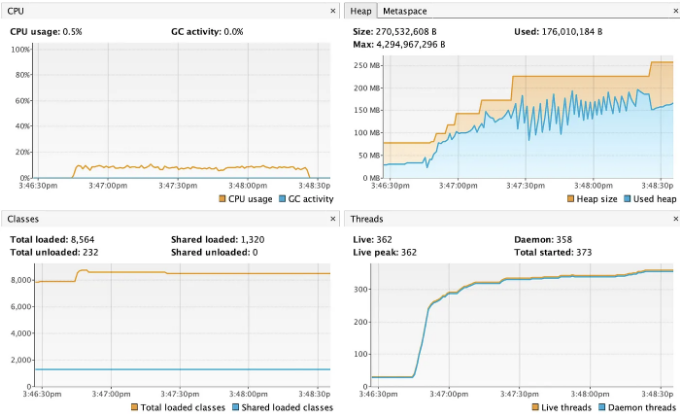 CPU ×
CPU usage: 0.5% GC activity: 0.0%
100%
80%
60%
40%
20%
0%
3:46:30pm 3:47:00pm 3:47:30pm 3:48:00pm 3:48:30pm
CPU usage GC activity
Heap Metaspace ×
Size: 270,532,608 B Used: 176,010,184 B
Max: 4,294,967,296 B
250 MB
200 MB
150 MB
100 MB
50 MB
0 MB
3:46:30pm 3:47:00pm 3:47:30pm 3:48:00pm 3:48:30pm
Heap size Used heap
Classes ×
Total loaded: 8,564 Shared loaded: 1,320
Total unloaded: 232 Shared unloaded: 0
8,000
6,000
4,000
2,000
0
3:46:30pm 3:47:00pm 3:47:30pm 3:48:00pm 3:48:30pm
Total loaded classes Shared loaded classes
Threads ×
Live: 362 Daemon: 358
Live peak: 362 Total started: 373
300
200
100
0
3:46:30pm 3:47:00pm 3:47:30pm 3:48:00pm 3:48:30pm
Live threads Daemon threads